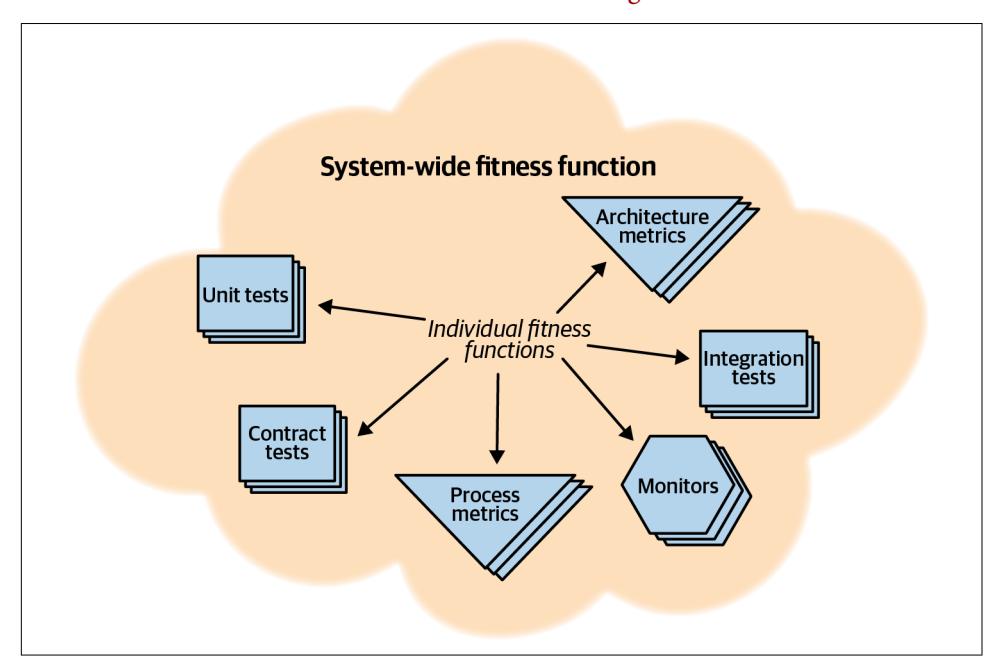 System-wide fitness function
Architecture
metrics
Unit tests
Individual fitness
functions
Integration
tests
Contract
tests
Process
metrics
Monitors